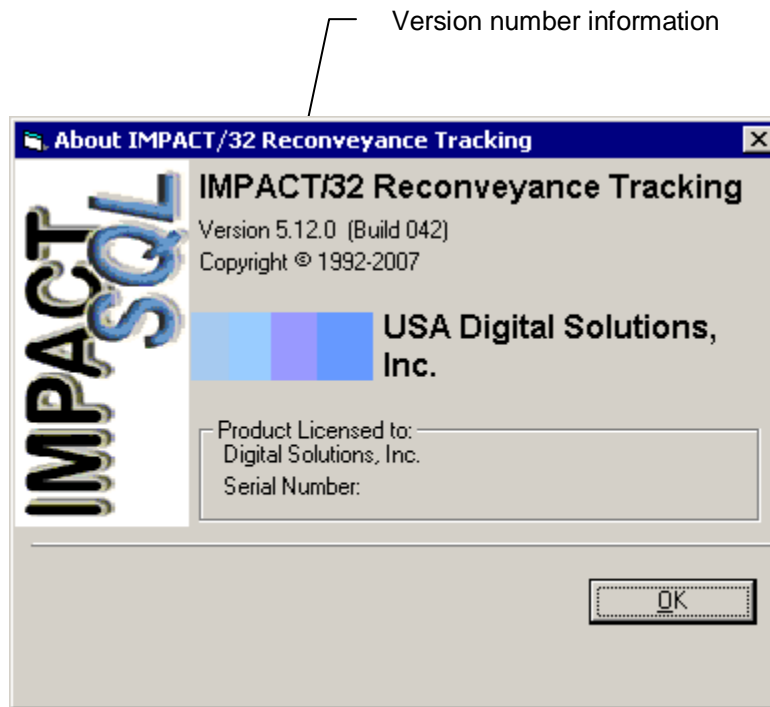 Version number information
About IMPACT/32 Reconveyance Tracking
IMPACT SQL
IMPACT/32 Reconveyance Tracking
Version 5.12.0 (Build 042)
Copyright © 1992-2007
USA Digital Solutions,
Inc.
Product Licensed to:
Digital Solutions, Inc.
Serial Number:
OK